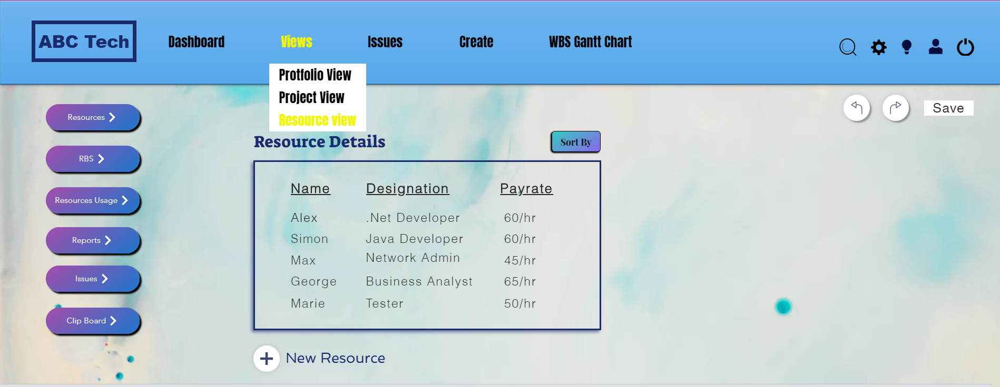 ABC Tech
Dashboard Views Issues Create WBS Gantt Chart
Protfolio View
Project View
Resource view
Save
Resources
RBS
Resources Usage
Reports
Issues
Clip Board
Resource Details
Sort By
Name Designation Payrate
Alex .Net Developer 60/hr
Simon Java Developer 60/hr
Max Network Admin 45/hr
George Business Analyst 65/hr
Marie Tester 50/hr
New Resource